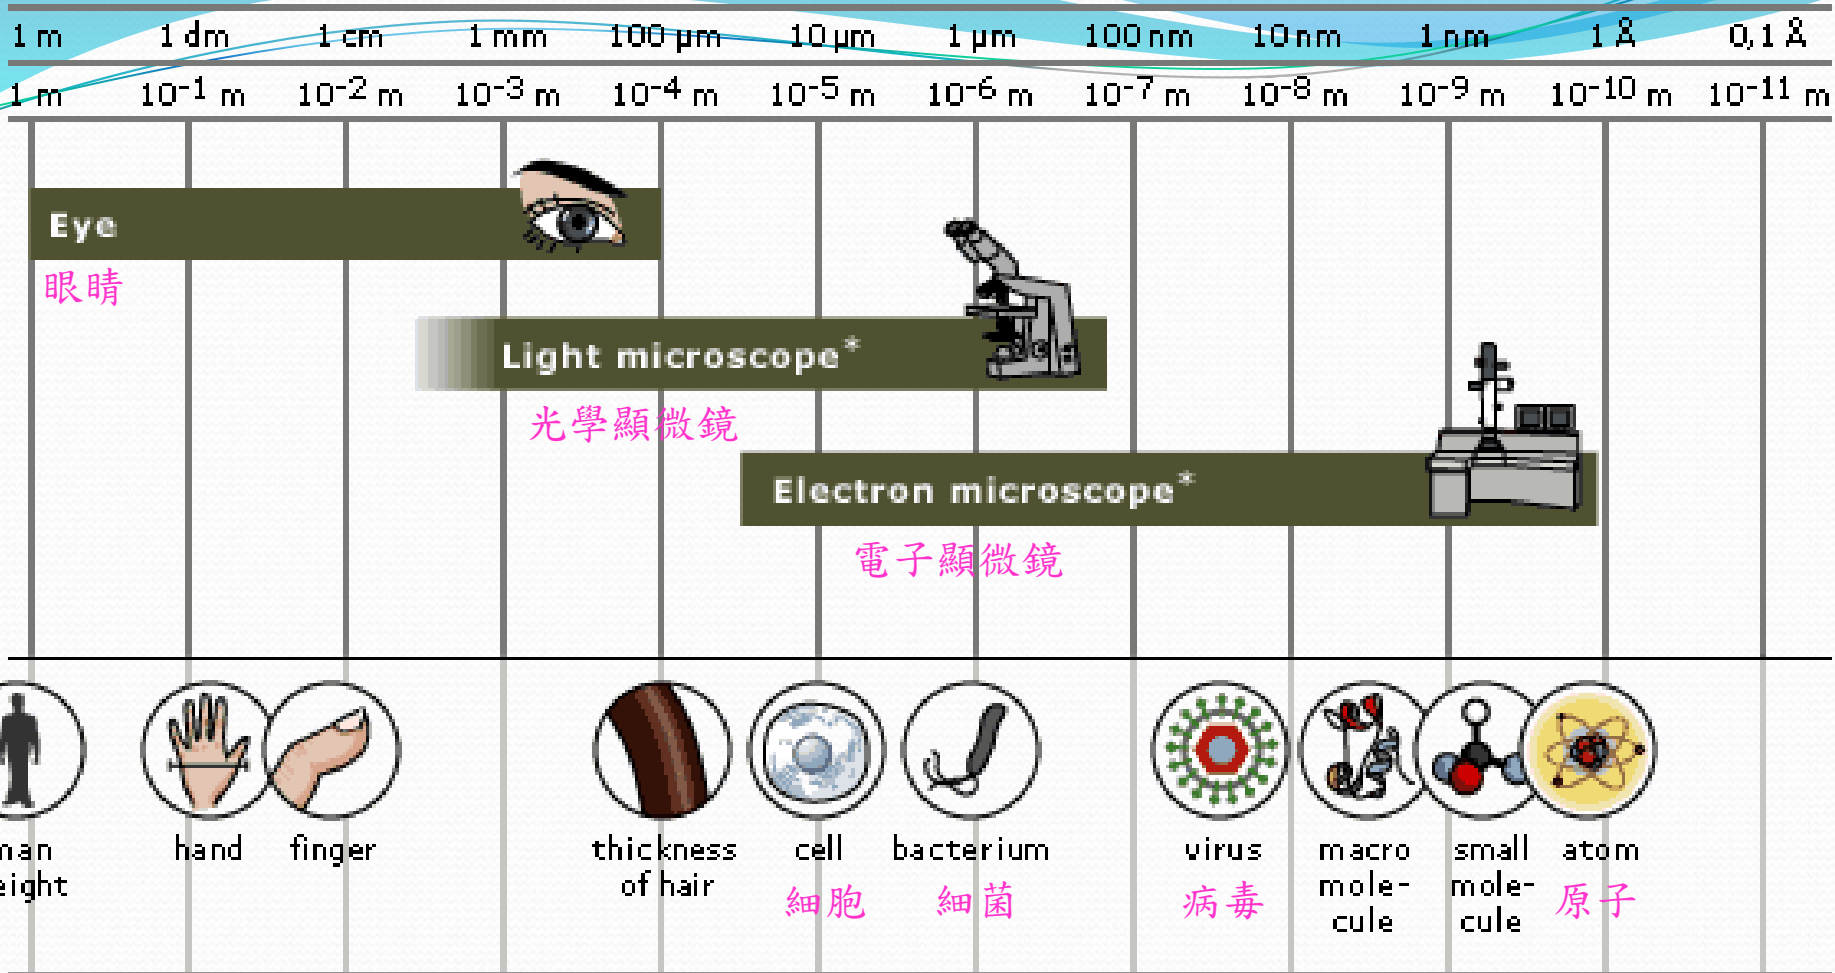 1 m 1 dm 1 cm 1 mm 100 µm 10 µm 1 µm 100 nm 10 nm 1 nm 1 Å 0,1 Å
1 m 10⁻¹ m 10⁻² m 10⁻³ m 10⁻⁴ m 10⁻⁵ m 10⁻⁶ m 10⁻⁷ m 10⁻⁸ m 10⁻⁹ m 10⁻¹⁰ m 10⁻¹¹ m
Eye
眼睛
Light microscope*
光學顯微鏡
Electron microscope*
電子顯微鏡
man
eight
hand
finger
thickness
of hair
cell
細胞
bacterium
細菌
virus
病毒
macro
mole-
cule
small
mole-
cule
atom
原子